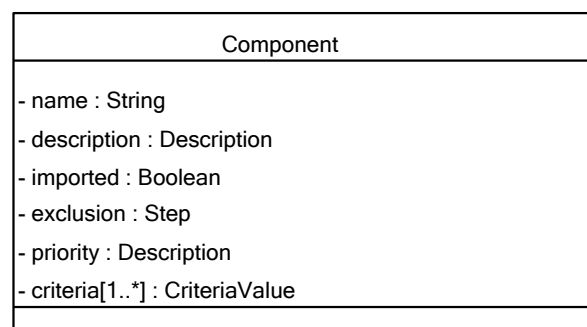 Component
- name : String
- description : Description
- imported : Boolean
- exclusion : Step
- priority : Description
- criteria[1..*] : CriteriaValue